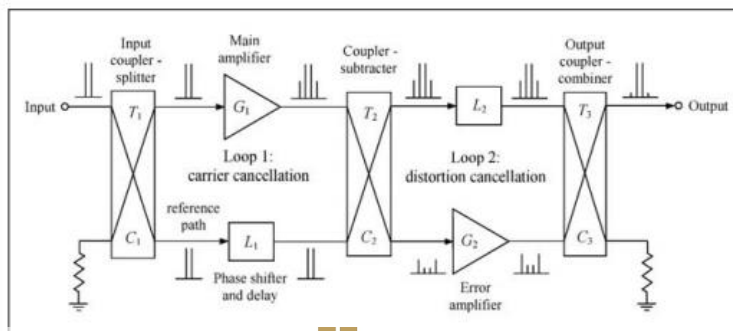 Input
coupler -
splitter
Main
amplifier
Coupler -
subtracter
Output
coupler -
combiner
Input
T1
G1
T2
L2
T3
Output
Loop 1:
carrier cancellation
Loop 2:
distortion cancellation
reference
path
C1
L1
C2
G2
C3
Phase shifter
and delay
Error
amplifier